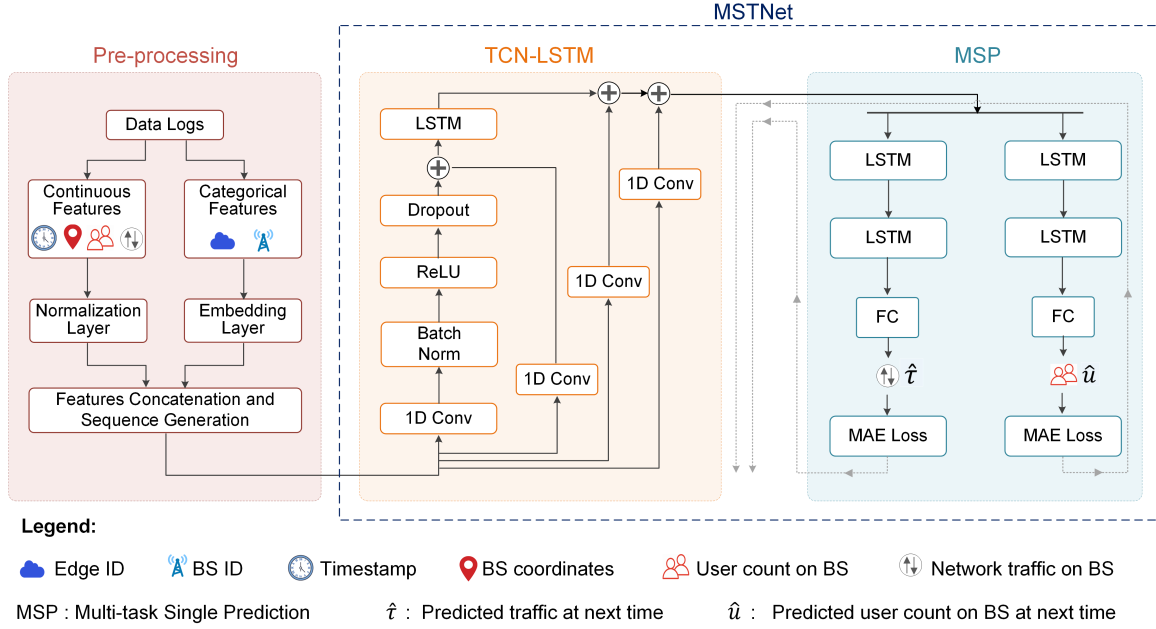 MSTNet
Pre-processing
Data Logs
Continuous
Features
Categorical
Features
Normalization
Layer
Embedding
Layer
Features Concatenation and
Sequence Generation
TCN-LSTM
LSTM
Dropout
ReLU
Batch
Norm
1D Conv
1D Conv
1D Conv
1D Conv
MSP
LSTM
LSTM
FC
τ̂
MAE Loss
LSTM
LSTM
FC
û
MAE Loss
Legend:
Edge ID
BS ID
Timestamp
BS coordinates
User count on BS
Network traffic on BS
MSP : Multi-task Single Prediction
τ̂ : Predicted traffic at next time
û : Predicted user count on BS at next time